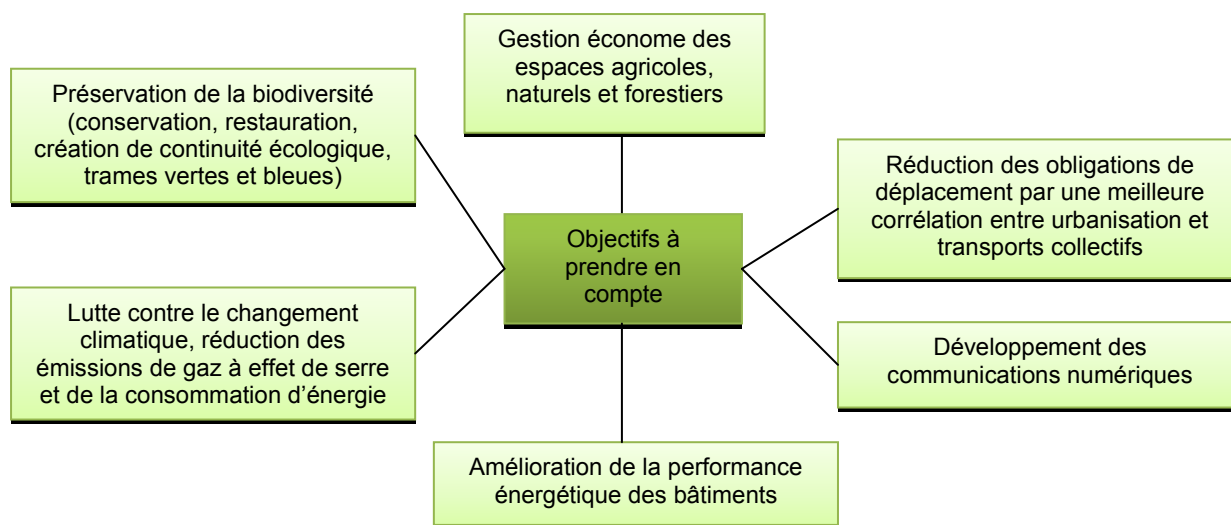 Gestion économe des
espaces agricoles,
naturels et forestiers
Préservation de la biodiversité
(conservation, restauration,
création de continuité écologique,
trames vertes et bleues)
Réduction des obligations de
déplacement par une meilleure
corrélation entre urbanisation et
transports collectifs
Objectifs à
prendre en
compte
Lutte contre le changement
climatique, réduction des
émissions de gaz à effet de serre
et de la consommation d’énergie
Développement des
communications numériques
Amélioration de la performance
énergétique des bâtiments